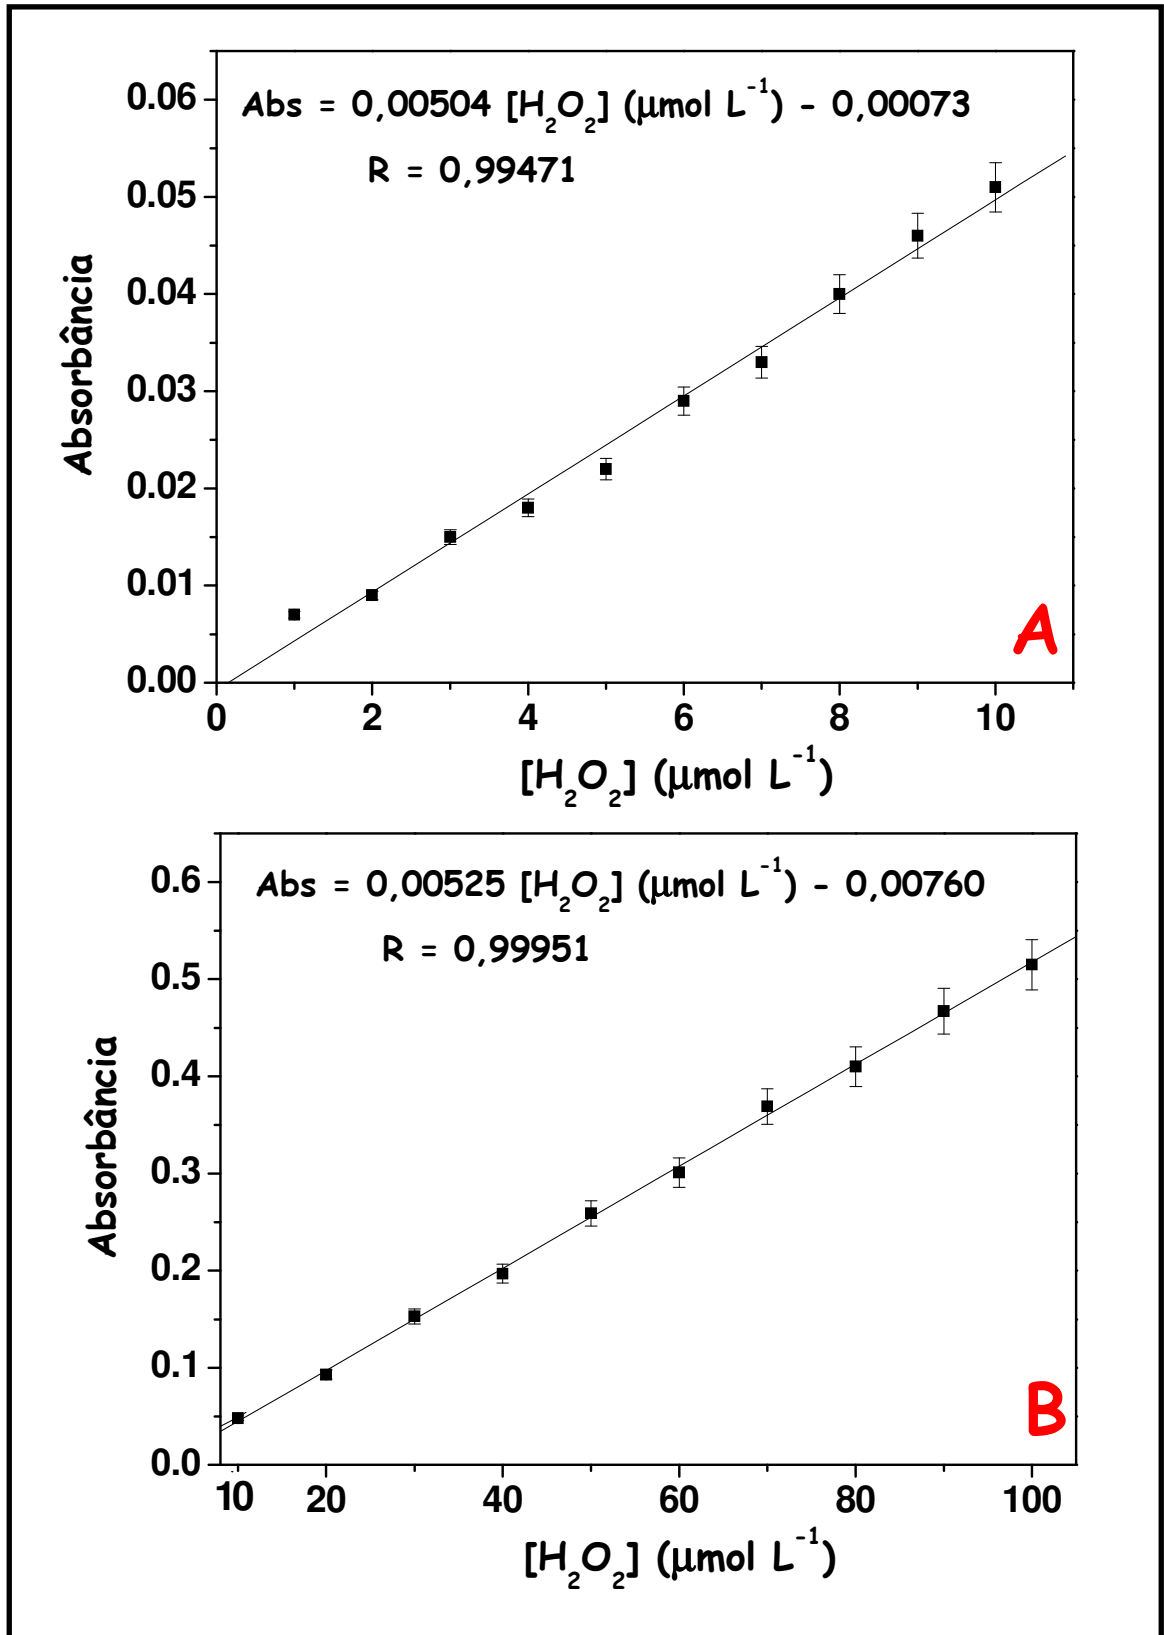 Abs = 0,00504 [H₂O₂] (μmol L⁻¹) - 0,00073
R = 0,99471
0.06
0.05
0.04
0.03
0.02
0.01
0.00
Absorbância
A
0 2 4 6 8 10
[H₂O₂] (μmol L⁻¹)
Abs = 0,00525 [H₂O₂] (μmol L⁻¹) - 0,00760
R = 0,99951
0.6
0.5
0.4
0.3
0.2
0.1
0.0
Absorbância
B
10 20 40 60 80 100
[H₂O₂] (μmol L⁻¹)